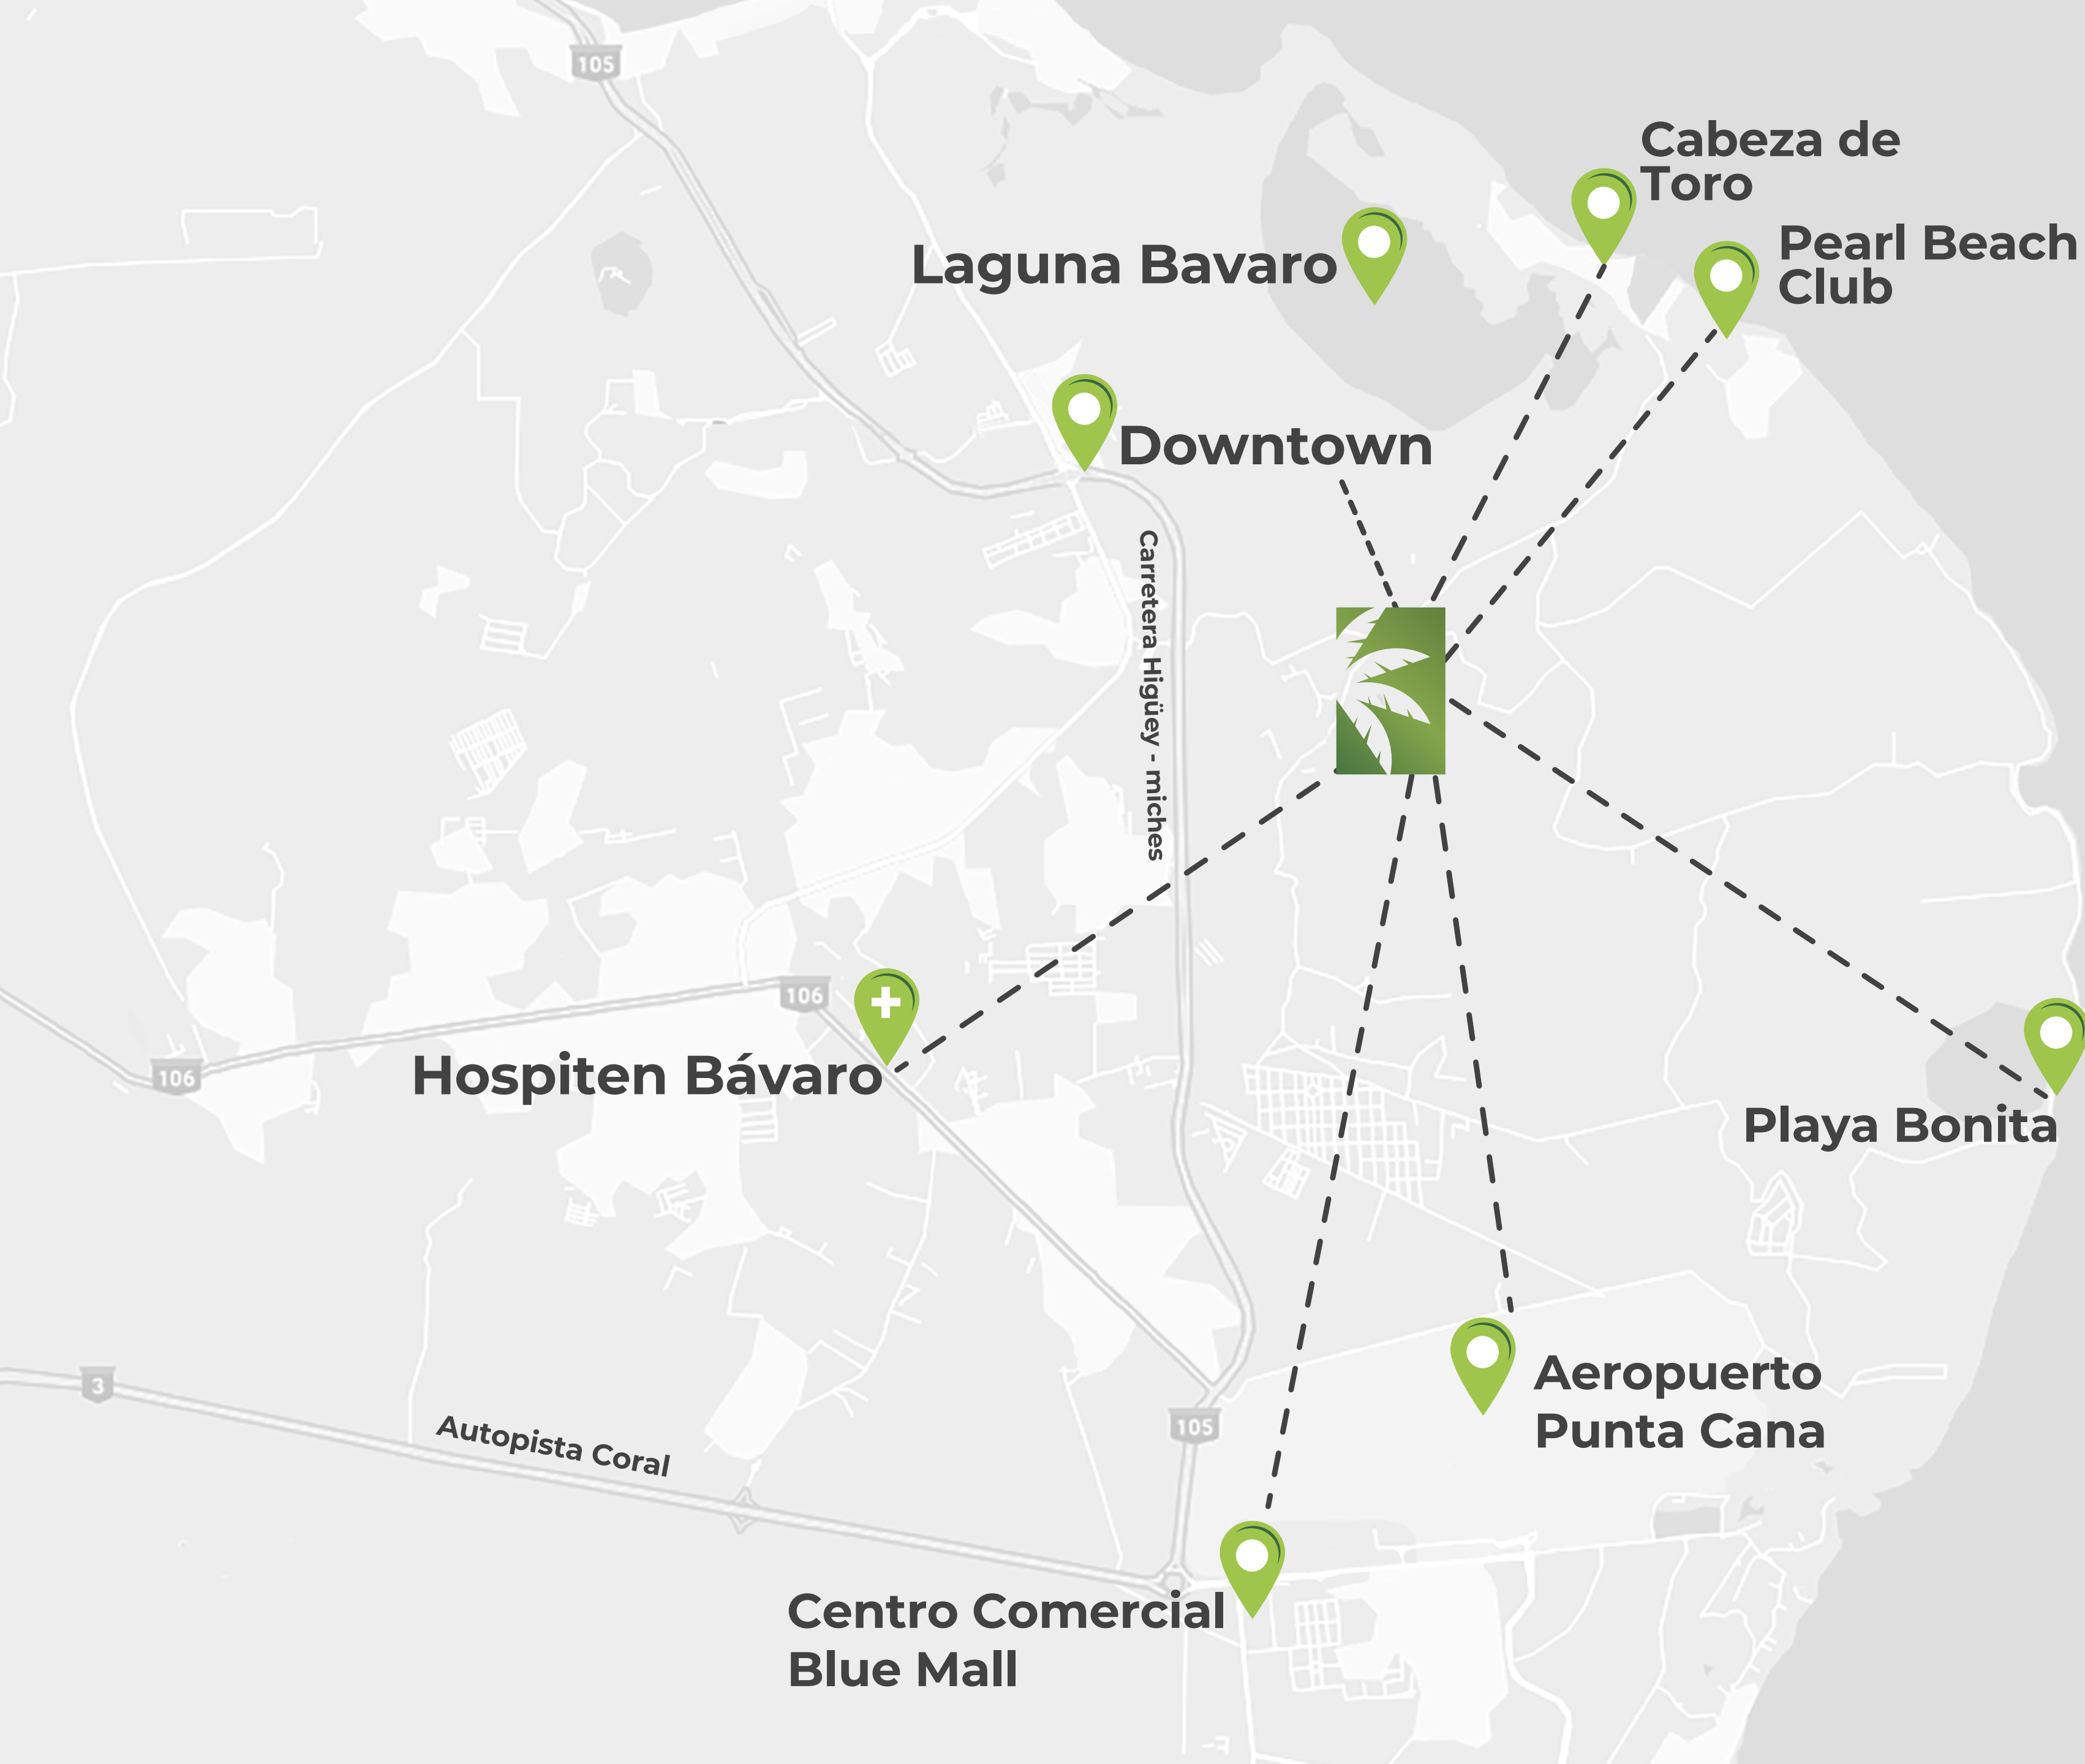 105
Cabeza de
Toro
Pearl Beach
Club
Laguna Bavaro
Downtown
Carretera Higüey - miches
106
Hospiten Bávaro
106
Playa Bonita
3
Aeropuerto
Punta Cana
Autopista Coral
105
Centro Comercial
Blue Mall